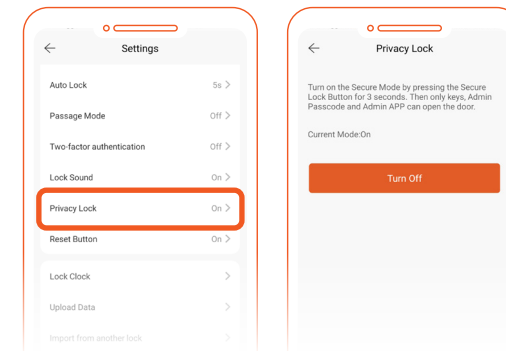 Settings
Auto Lock 5s
Passage Mode Off
Two-factor authentication Off
Lock Sound On
Privacy Lock On
Reset Button On
Lock Clock
Upload Data
Import from another lock
Privacy Lock
Turn on the Secure Mode by pressing the Secure
Lock Button for 3 seconds. Then only keys, Admin
Passcode and Admin APP can open the door.
Current Mode:On
Turn Off